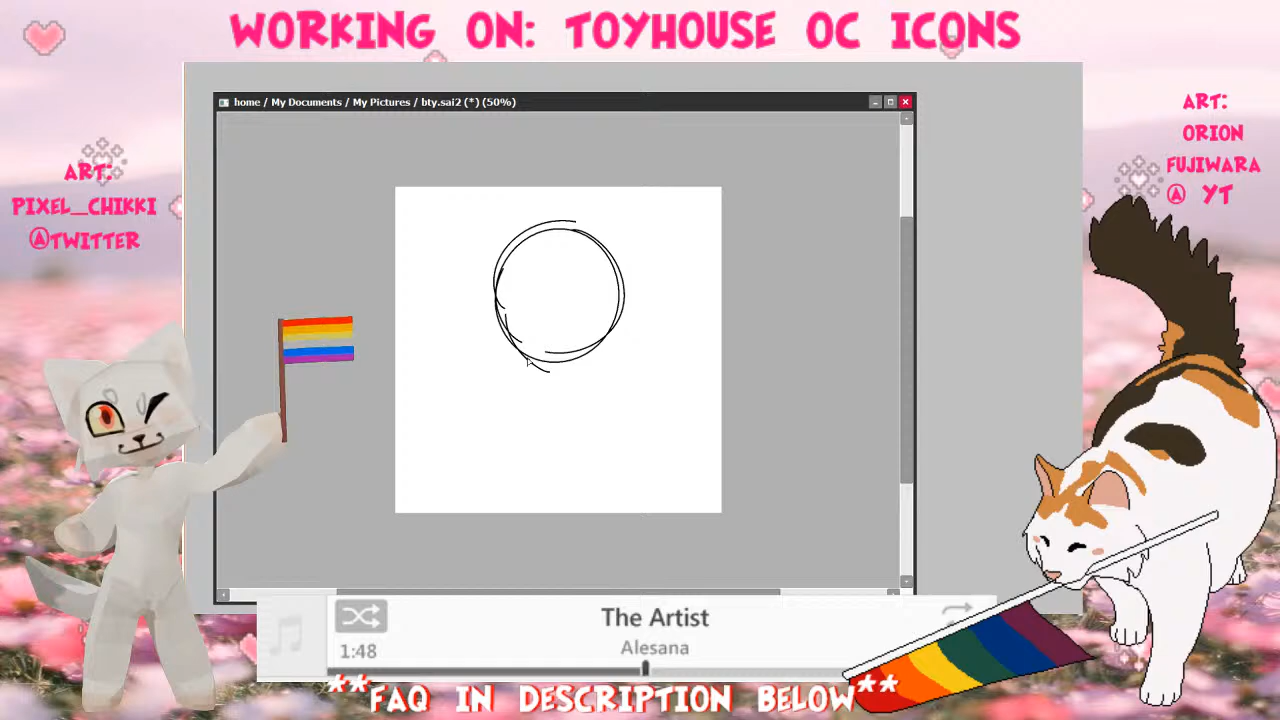 WORKING ON: TOYHOUSE OC ICONS
home / My Documents / My Pictures / bty.sai2 (*) (50%)
ART:
PIXEL_CHIKKI
@TWITTER
ART:
ORION
FUJIWARA
@ YT
The Artist
1:48
Alesana
**FAQ IN DESCRIPTION BELOW**